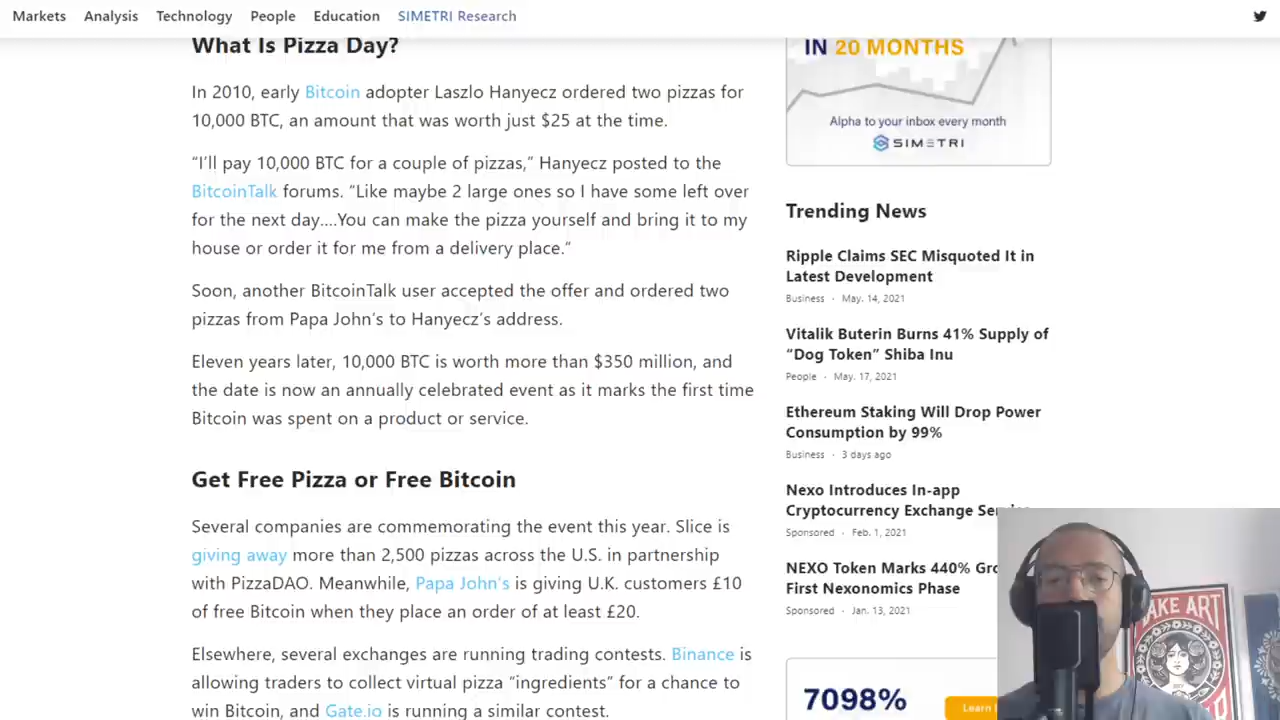 Markets Analysis Technology People Education SIMETRI Research
What Is Pizza Day?
In 2010, early Bitcoin adopter Laszlo Hanyecz ordered two pizzas for
10,000 BTC, an amount that was worth just $25 at the time.
“I’ll pay 10,000 BTC for a couple of pizzas,” Hanyecz posted to the
BitcoinTalk forums. “Like maybe 2 large ones so I have some left over
for the next day….You can make the pizza yourself and bring it to my
house or order it for me from a delivery place.”
Soon, another BitcoinTalk user accepted the offer and ordered two
pizzas from Papa John’s to Hanyecz’s address.
Eleven years later, 10,000 BTC is worth more than $350 million, and
the date is now an annually celebrated event as it marks the first time
Bitcoin was spent on a product or service.
Get Free Pizza or Free Bitcoin
Several companies are commemorating the event this year. Slice is
giving away more than 2,500 pizzas across the U.S. in partnership
with PizzaDAO. Meanwhile, Papa John’s is giving U.K. customers £10
of free Bitcoin when they place an order of at least £20.
Elsewhere, several exchanges are running trading contests. Binance is
allowing traders to collect virtual pizza “ingredients” for a chance to
win Bitcoin, and Gate.io is running a similar contest.
IN 20 MONTHS
Alpha to your inbox every month
SIMETRI
Trending News
Ripple Claims SEC Misquoted It in
Latest Development
Business · May. 14, 2021
Vitalik Buterin Burns 41% Supply of
“Dog Token” Shiba Inu
People · May. 17, 2021
Ethereum Staking Will Drop Power
Consumption by 99%
Business · 3 days ago
Nexo Introduces In-app
Cryptocurrency Exchange
Sponsored · Feb. 1, 2021
NEXO Token Marks 440%
First Nexonomics Phase
Sponsored · Jan. 13, 2021
7098%
Learn
MAKE ART